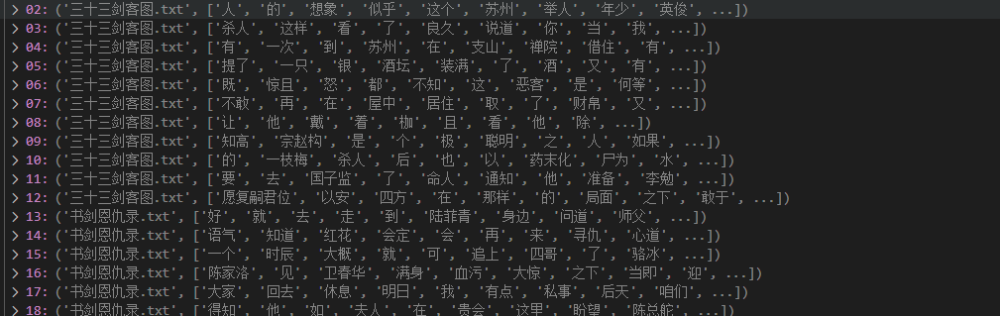 > 02: ('三十三剑客图.txt', ['人', '的', '想象', '似乎', '这个', '苏州', '举人', '年少', '英俊', ...])
> 03: ('三十三剑客图.txt', ['杀人', '这样', '看', '了', '良久', '说道', '你', '当', '我', ...])
> 04: ('三十三剑客图.txt', ['有', '一次', '到', '苏州', '在', '支山', '禅院', '借住', '有', ...])
> 05: ('三十三剑客图.txt', ['提了', '一只', '银', '酒坛', '装满', '了', '酒', '又', '有', ...])
> 06: ('三十三剑客图.txt', ['既', '惊且', '怒', '都', '不知', '这', '恶客', '是', '何等', ...])
> 07: ('三十三剑客图.txt', ['不敢', '再', '在', '屋中', '居住', '取', '了', '财帛', '又', ...])
> 08: ('三十三剑客图.txt', ['让', '他', '戴', '着', '枷', '且', '看', '他', '除', ...])
> 09: ('三十三剑客图.txt', ['知高', '宗赵构', '是', '个', '极', '聪明', '之', '人', '如果', ...])
> 10: ('三十三剑客图.txt', ['的', '一枝梅', '杀人', '后', '也', '以', '药末化', '尸为', '水', ...])
> 11: ('三十三剑客图.txt', ['要', '去', '国子监', '了', '命人', '通知', '他', '准备', '李勉', ...])
> 12: ('三十三剑客图.txt', ['愿复嗣君位', '以安', '四方', '在', '那样', '的', '局面', '之下', '敢于', ...])
> 13: ('书剑恩仇录.txt', ['好', '就', '去', '走', '到', '陆菲青', '身边', '问道', '师父', ...])
> 14: ('书剑恩仇录.txt', ['语气', '知道', '红花', '会定', '会', '再', '来', '寻仇', '心道', ...])
> 15: ('书剑恩仇录.txt', ['一个', '时辰', '大概', '就', '可', '追上', '四哥', '了', '骆冰', ...])
> 16: ('书剑恩仇录.txt', ['陈家洛', '见', '卫春华', '满身', '血污', '大惊', '之下', '当即', '迎', ...])
> 17: ('书剑恩仇录.txt', ['大家', '回去', '休息', '明日', '我', '有点', '私事', '后天', '咱们', ...])
> 18: ('书剑恩仇录.txt', ['得知', '他', '如', '夫人', '在', '贵会', '这里', '盼望', '陈总舵', ...])